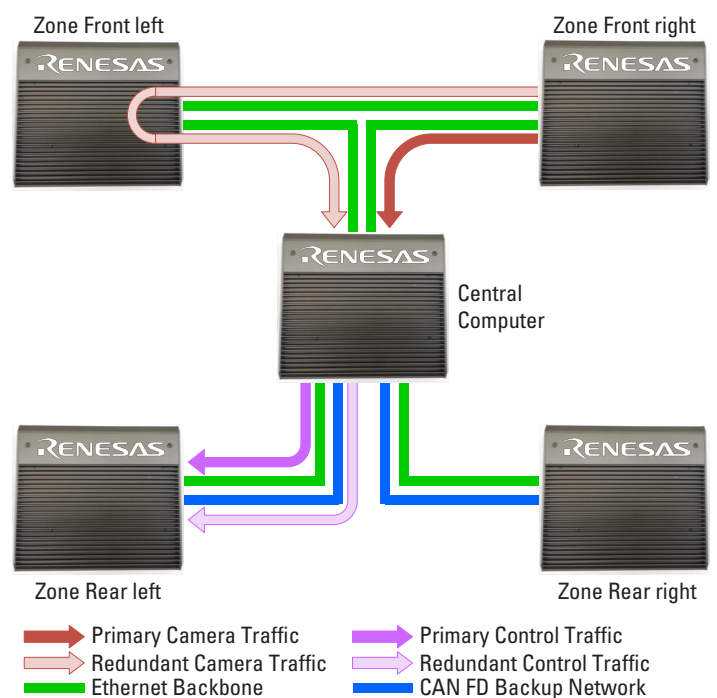 Zone Front left
Zone Front right
RENESAS
RENESAS
RENESAS
Central
Computer
RENESAS
RENESAS
Zone Rear left
Zone Rear right
Primary Camera Traffic
Primary Control Traffic
Redundant Camera Traffic
Redundant Control Traffic
Ethernet Backbone
CAN FD Backup Network